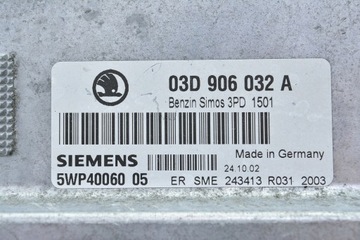 03D 906 032 A
Benzin Simos 3PD 1501
SIEMENS
Made in Germany
24.10.02
5WP40060 05
ER SME 243413 R031 2003